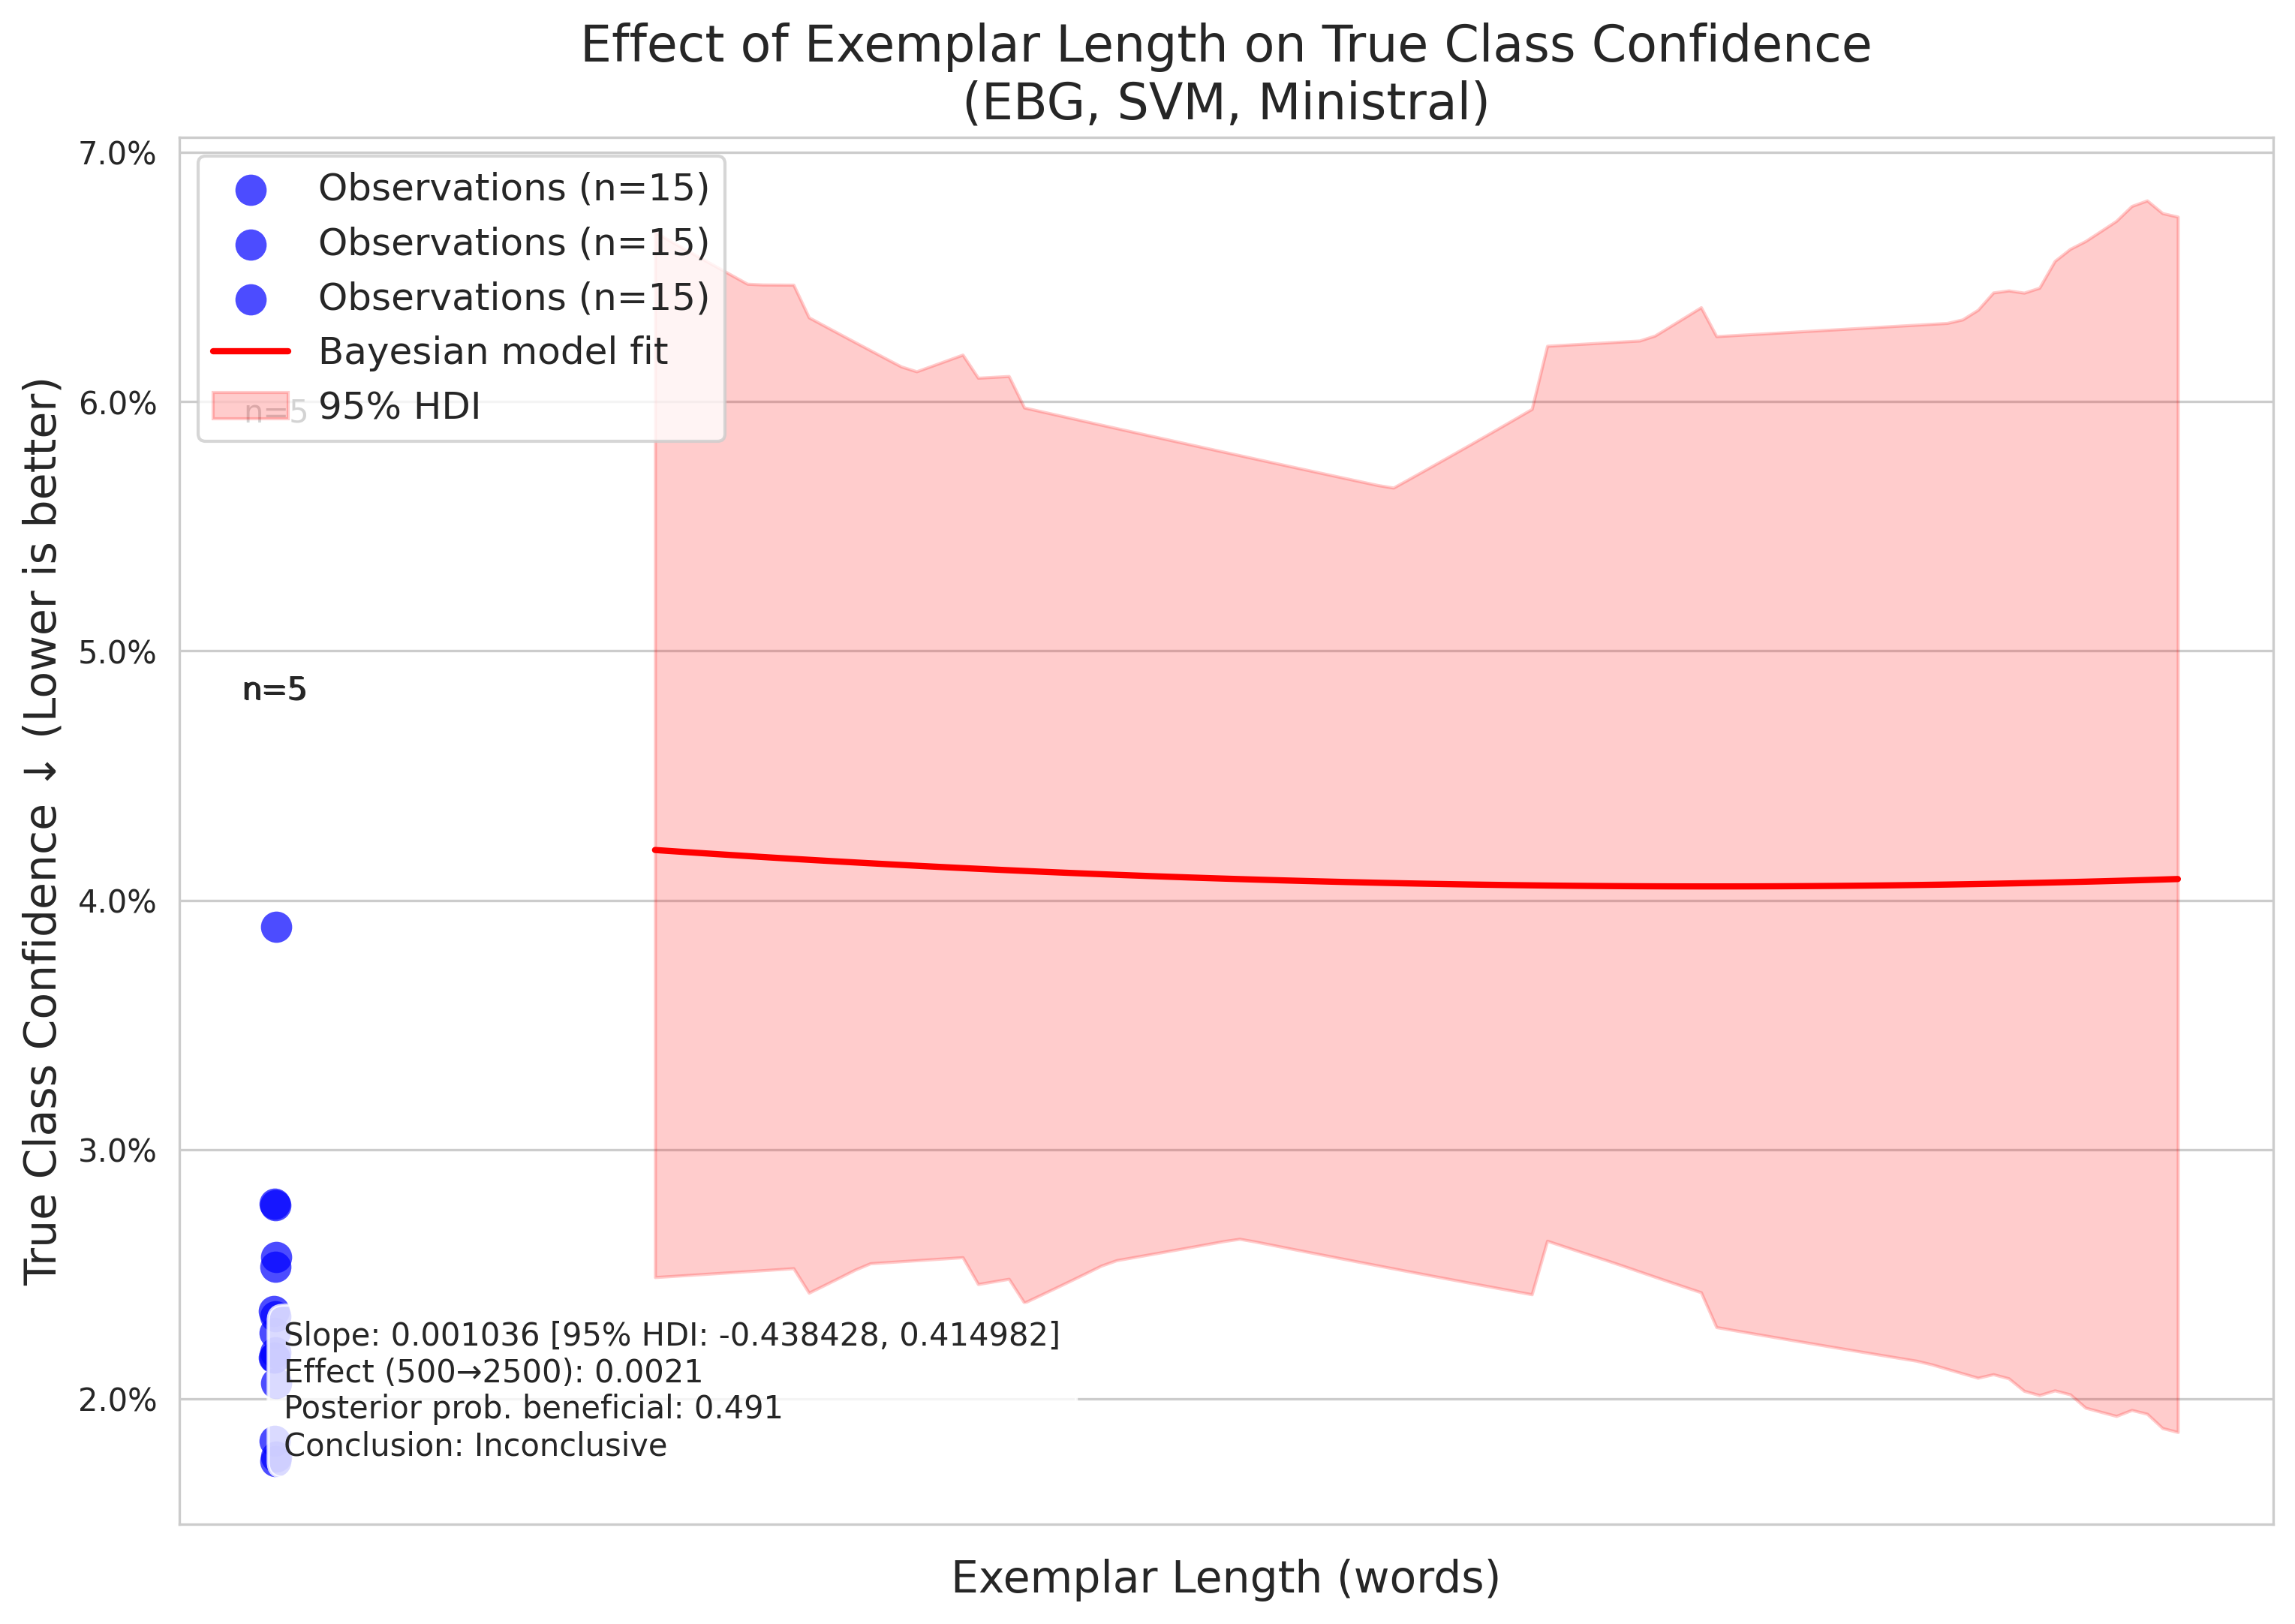 Effect of Exemplar Length on True Class Confidence
(EBG, SVM, Ministral)
True Class Confidence ↓ (Lower is better)
7.0%
6.0%
5.0%
4.0%
3.0%
2.0%
Observations (n=15)
Observations (n=15)
Observations (n=15)
Bayesian model fit
95% HDI
n=5
n=5
Slope: 0.001036 [95% HDI: -0.438428, 0.414982]
Effect (500→2500): 0.0021
Posterior prob. beneficial: 0.491
Conclusion: Inconclusive
Exemplar Length (words)